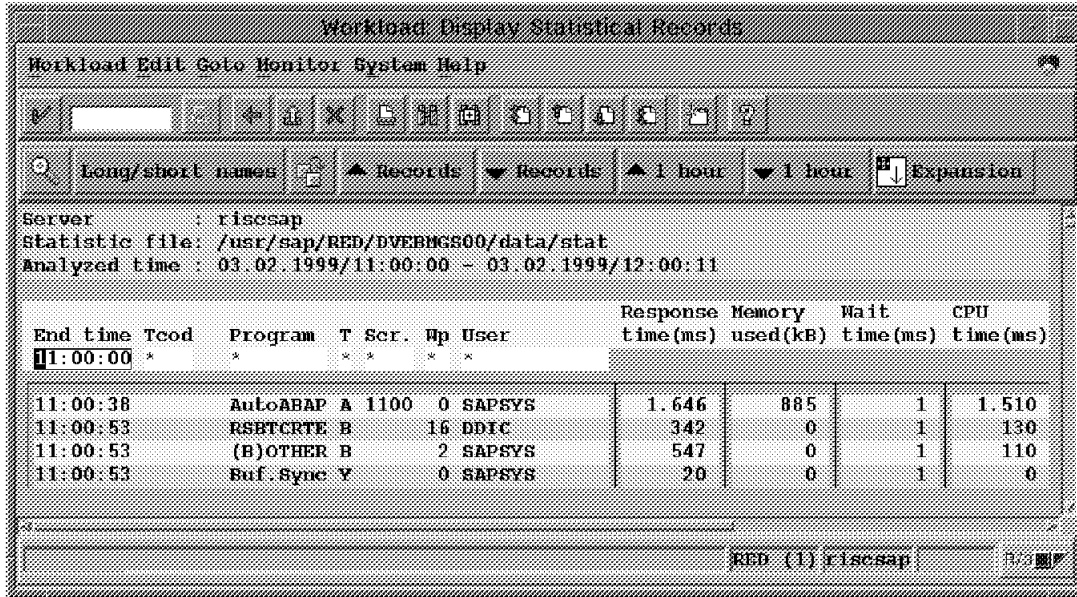 Workload: Display Statistical Records
Workload Edit Goto Monitor System Help
Long/short names Records Records 1 hour 1 hour Expansion
Server : riscsap
Statistic file: /usr/sap/RED/DVEBMGS00/data/stat
Analyzed time : 03.02.1999/11:00:00 - 03.02.1999/12:00:11
Response Memory Wait CPU
End time Tcod Program T Scr. Wp User time(ms) used(kB) time(ms) time(ms)
11:00:00 * * * * * *
11:00:38 AutoABAP A 1100 0 SAPSYS 1.646 885 1 1.510
11:00:53 RSBTCRTE B 16 DDIC 342 0 1 130
11:00:53 (B)OTHER B 2 SAPSYS 547 0 1 110
11:00:53 Buf.Sync Y 0 SAPSYS 20 0 1 0
RED (1) riscsap R/3